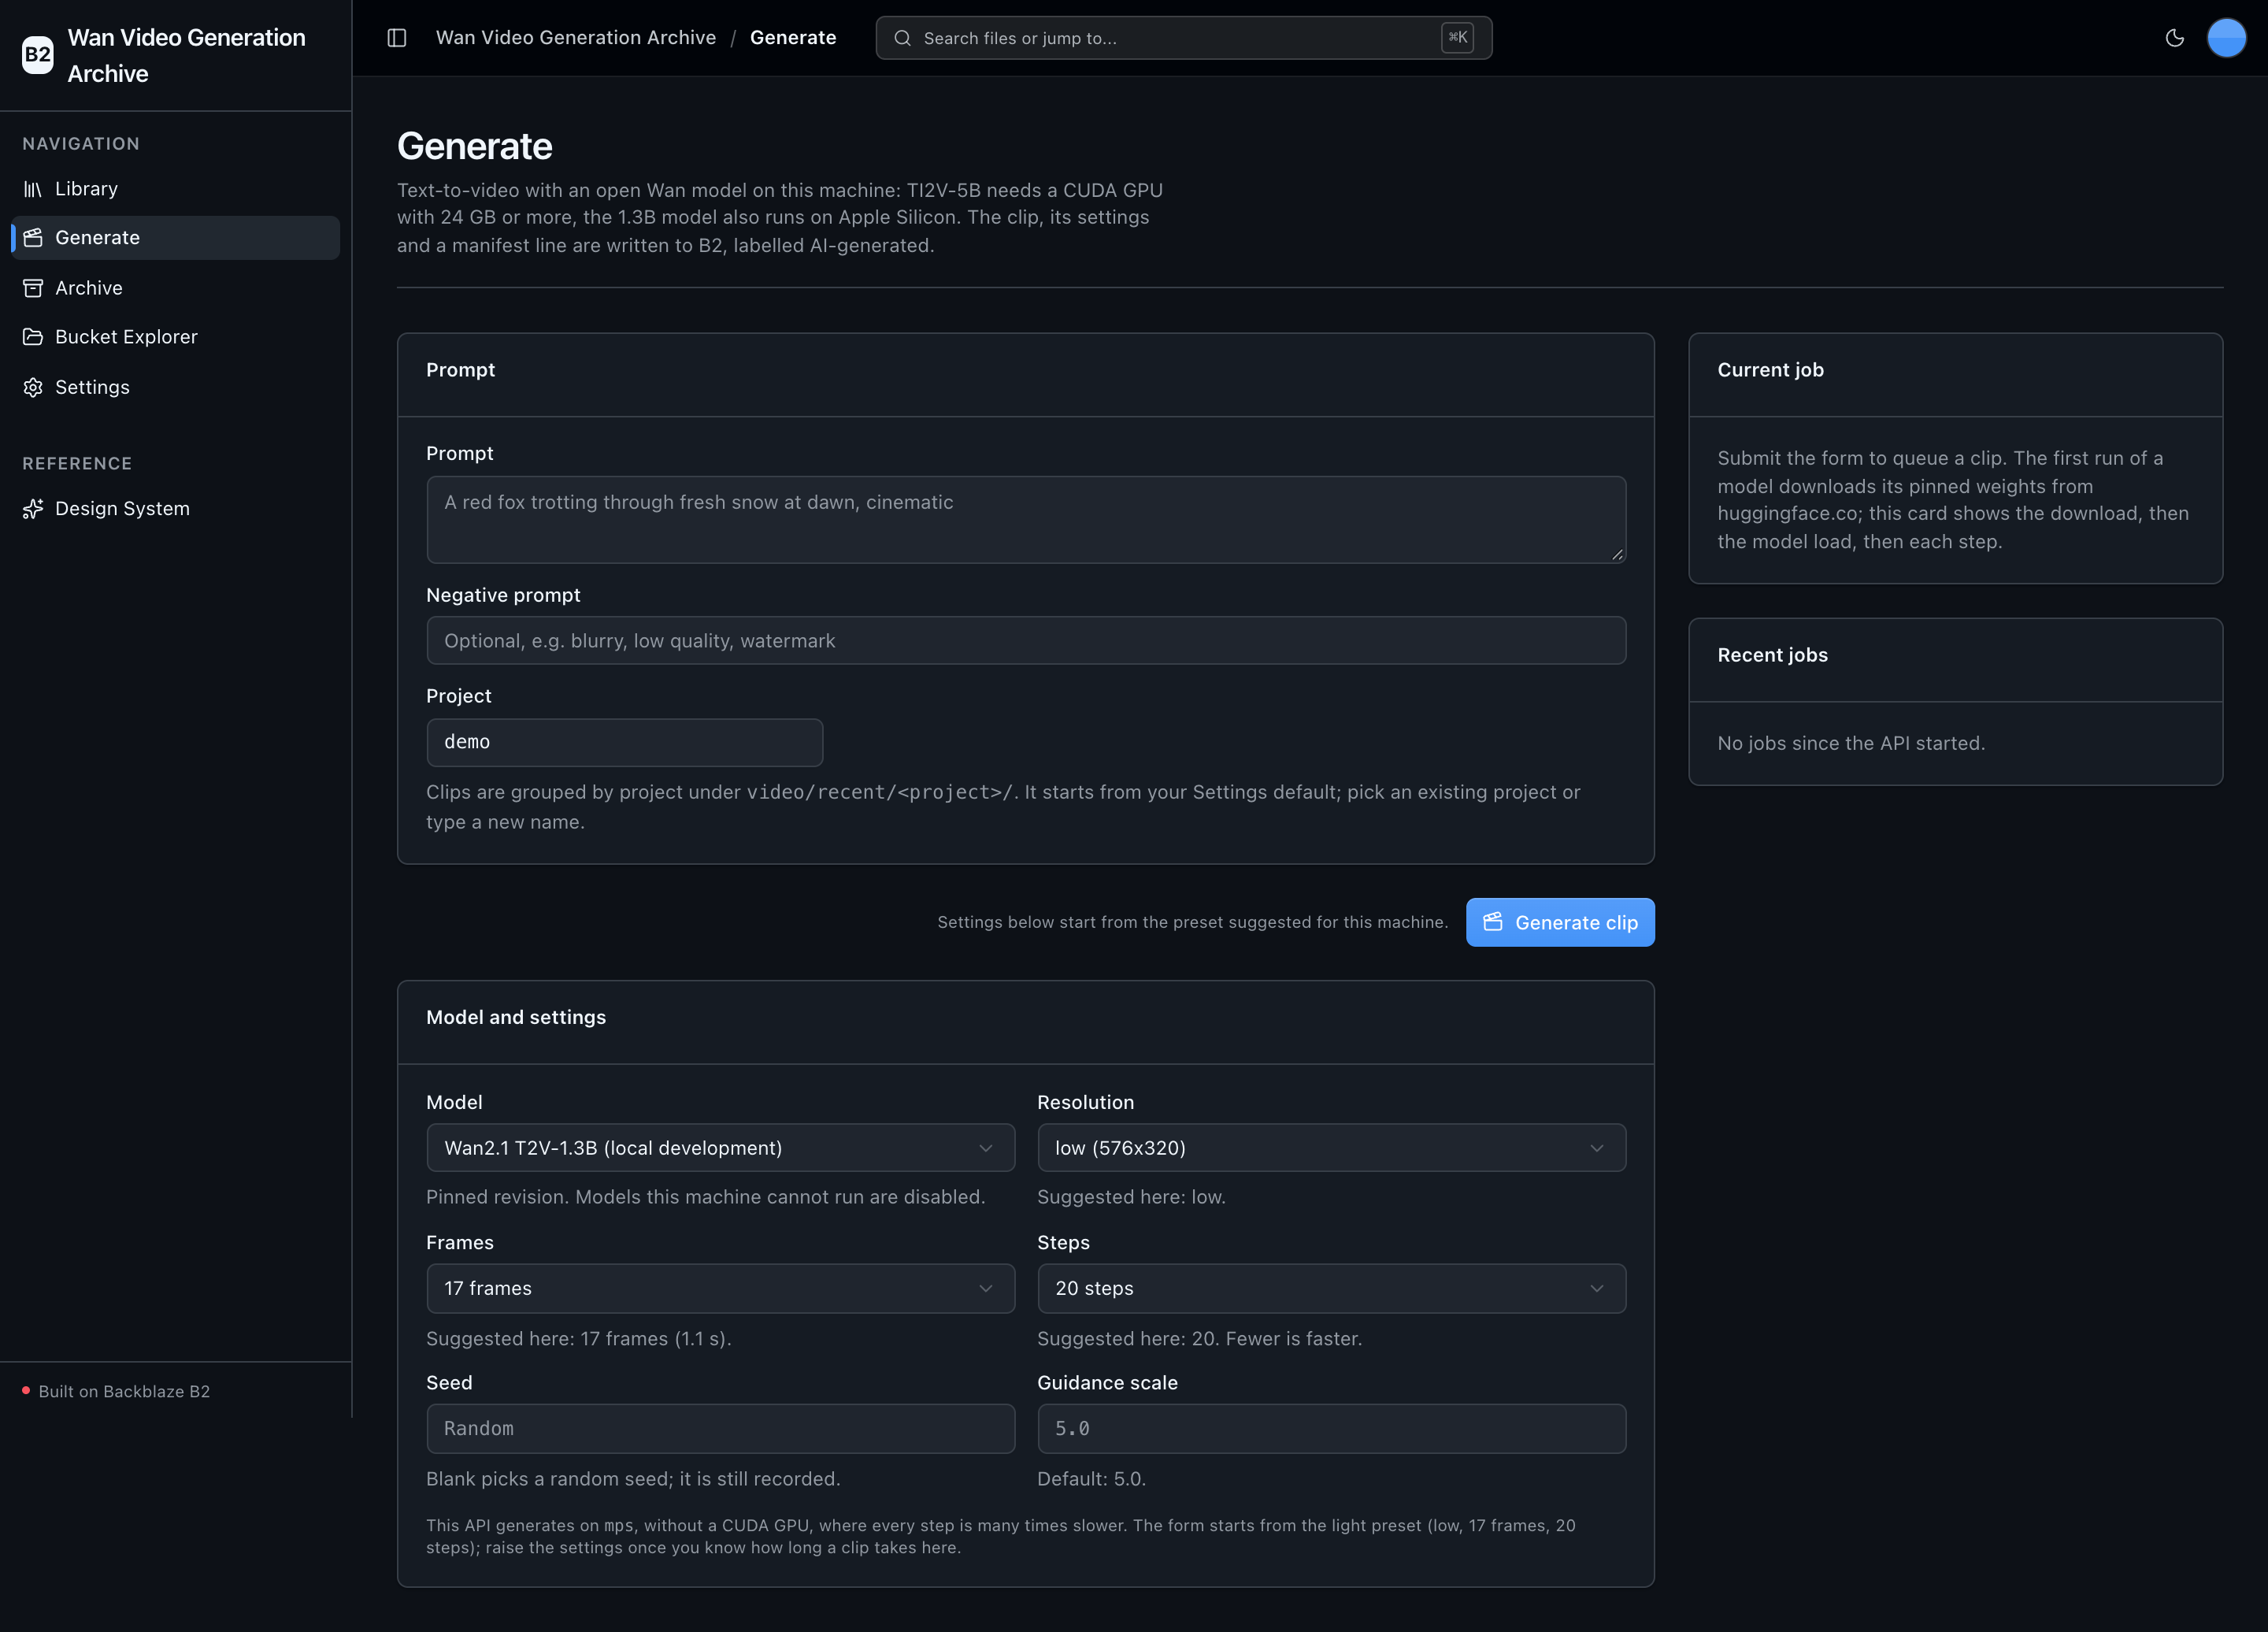 B2
Wan Video Generation
Archive
NAVIGATION
Library
Generate
Archive
Bucket Explorer
Settings
REFERENCE
Design System
Built on Backblaze B2
Wan Video Generation Archive / Generate
Search files or jump to...
⌘K
Generate
Text-to-video with an open Wan model on this machine: TI2V-5B needs a CUDA GPU
with 24 GB or more, the 1.3B model also runs on Apple Silicon. The clip, its settings
and a manifest line are written to B2, labelled AI-generated.
Prompt
Prompt
A red fox trotting through fresh snow at dawn, cinematic
Negative prompt
Optional, e.g. blurry, low quality, watermark
Project
demo
Clips are grouped by project under video/recent/<project>/. It starts from your Settings default; pick an existing project or
type a new name.
Settings below start from the preset suggested for this machine.
Generate clip
Model and settings
Model
Wan2.1 T2V-1.3B (local development)
Pinned revision. Models this machine cannot run are disabled.
Resolution
low (576x320)
Suggested here: low.
Frames
17 frames
Suggested here: 17 frames (1.1 s).
Steps
20 steps
Suggested here: 20. Fewer is faster.
Seed
Random
Blank picks a random seed; it is still recorded.
Guidance scale
5.0
Default: 5.0.
This API generates on mps, without a CUDA GPU, where every step is many times slower. The form starts from the light preset (low, 17 frames, 20
steps); raise the settings once you know how long a clip takes here.
Current job
Submit the form to queue a clip. The first run of a
model downloads its pinned weights from
huggingface.co; this card shows the download, then
the model load, then each step.
Recent jobs
No jobs since the API started.